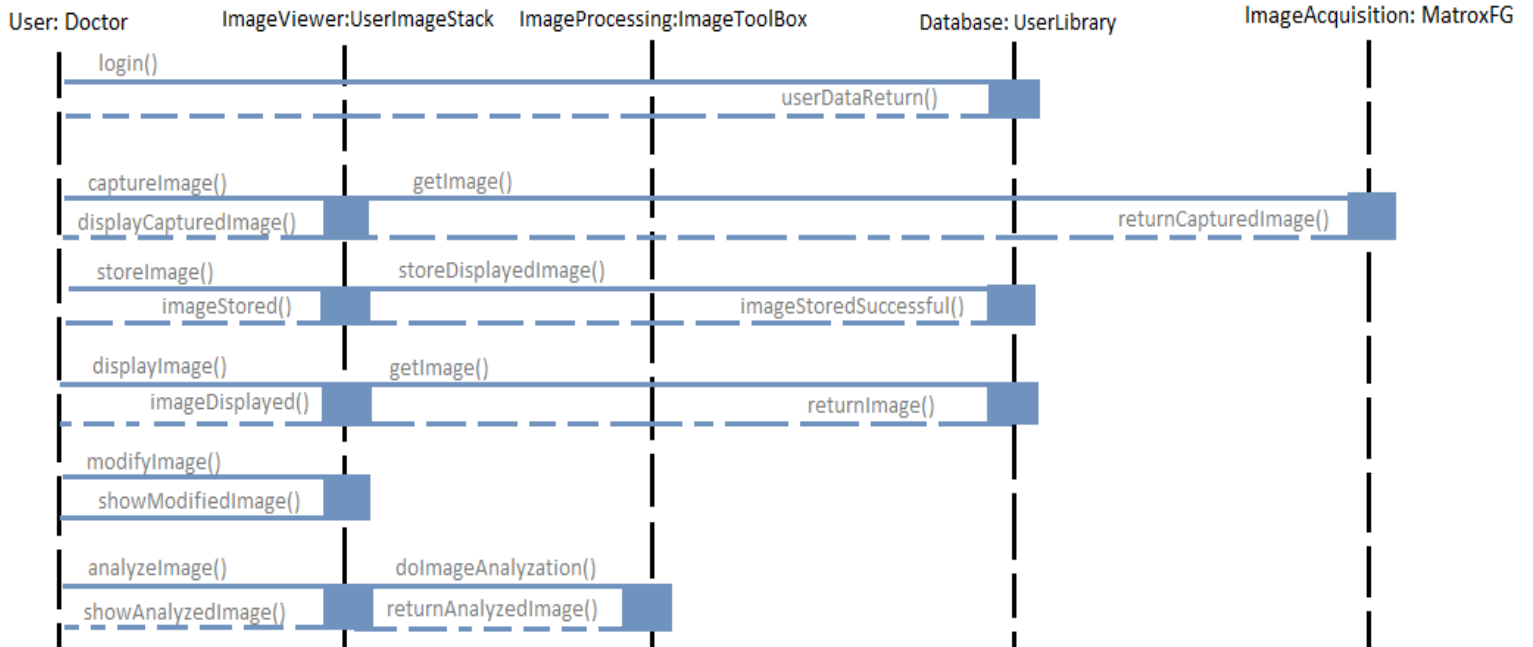 User: Doctor
ImageViewer:UserImageStack
ImageProcessing:ImageToolBox
Database: UserLibrary
ImageAcquisition: MatroxFG
login()
userDataReturn()
captureImage()
getImage()
displayCapturedImage()
returnCapturedImage()
storeImage()
storeDisplayedImage()
imageStored()
imageStoredSuccessful()
displayImage()
getImage()
imageDisplayed()
returnImage()
modifyImage()
showModifiedImage()
analyzeImage()
doImageAnalyzation()
showAnalyzedImage()
returnAnalyzedImage()